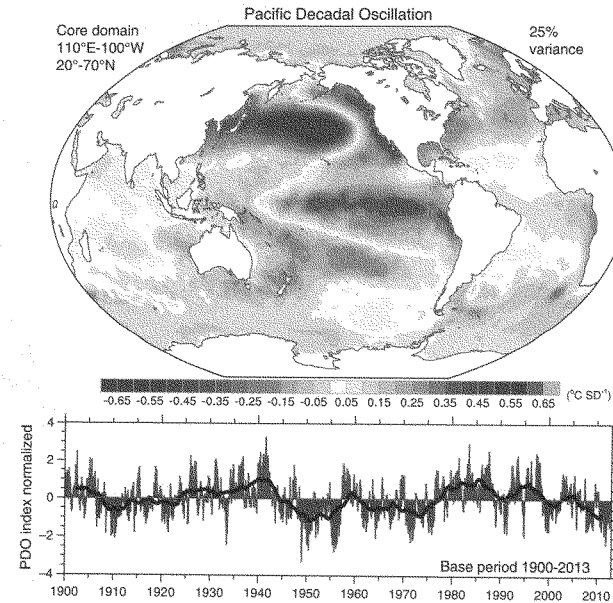 Pacific Decadal Oscillation
Core domain
110°E-100°W
20°-70°N
25%
variance
-0.65 -0.55 -0.45 -0.35 -0.25 -0.15 -0.05 0.05 0.15 0.25 0.35 0.45 0.55 0.65 (°C SD⁻¹)
PDO index normalized
4
2
0
-2
-4
Base period 1900-2013
1900 1910 1920 1930 1940 1950 1960 1970 1980 1990 2000 2010